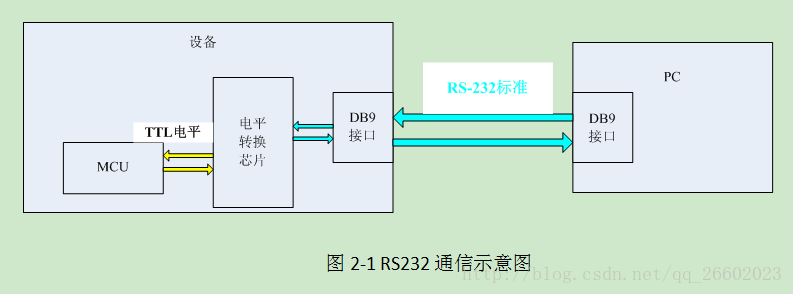 设备
PC
RS-232标准
DB9
接口
DB9
接口
TTL电平
电平
转换
芯片
MCU
图 2-1 RS232 通信示意图
http://blog.csdn.net/qq_26602023